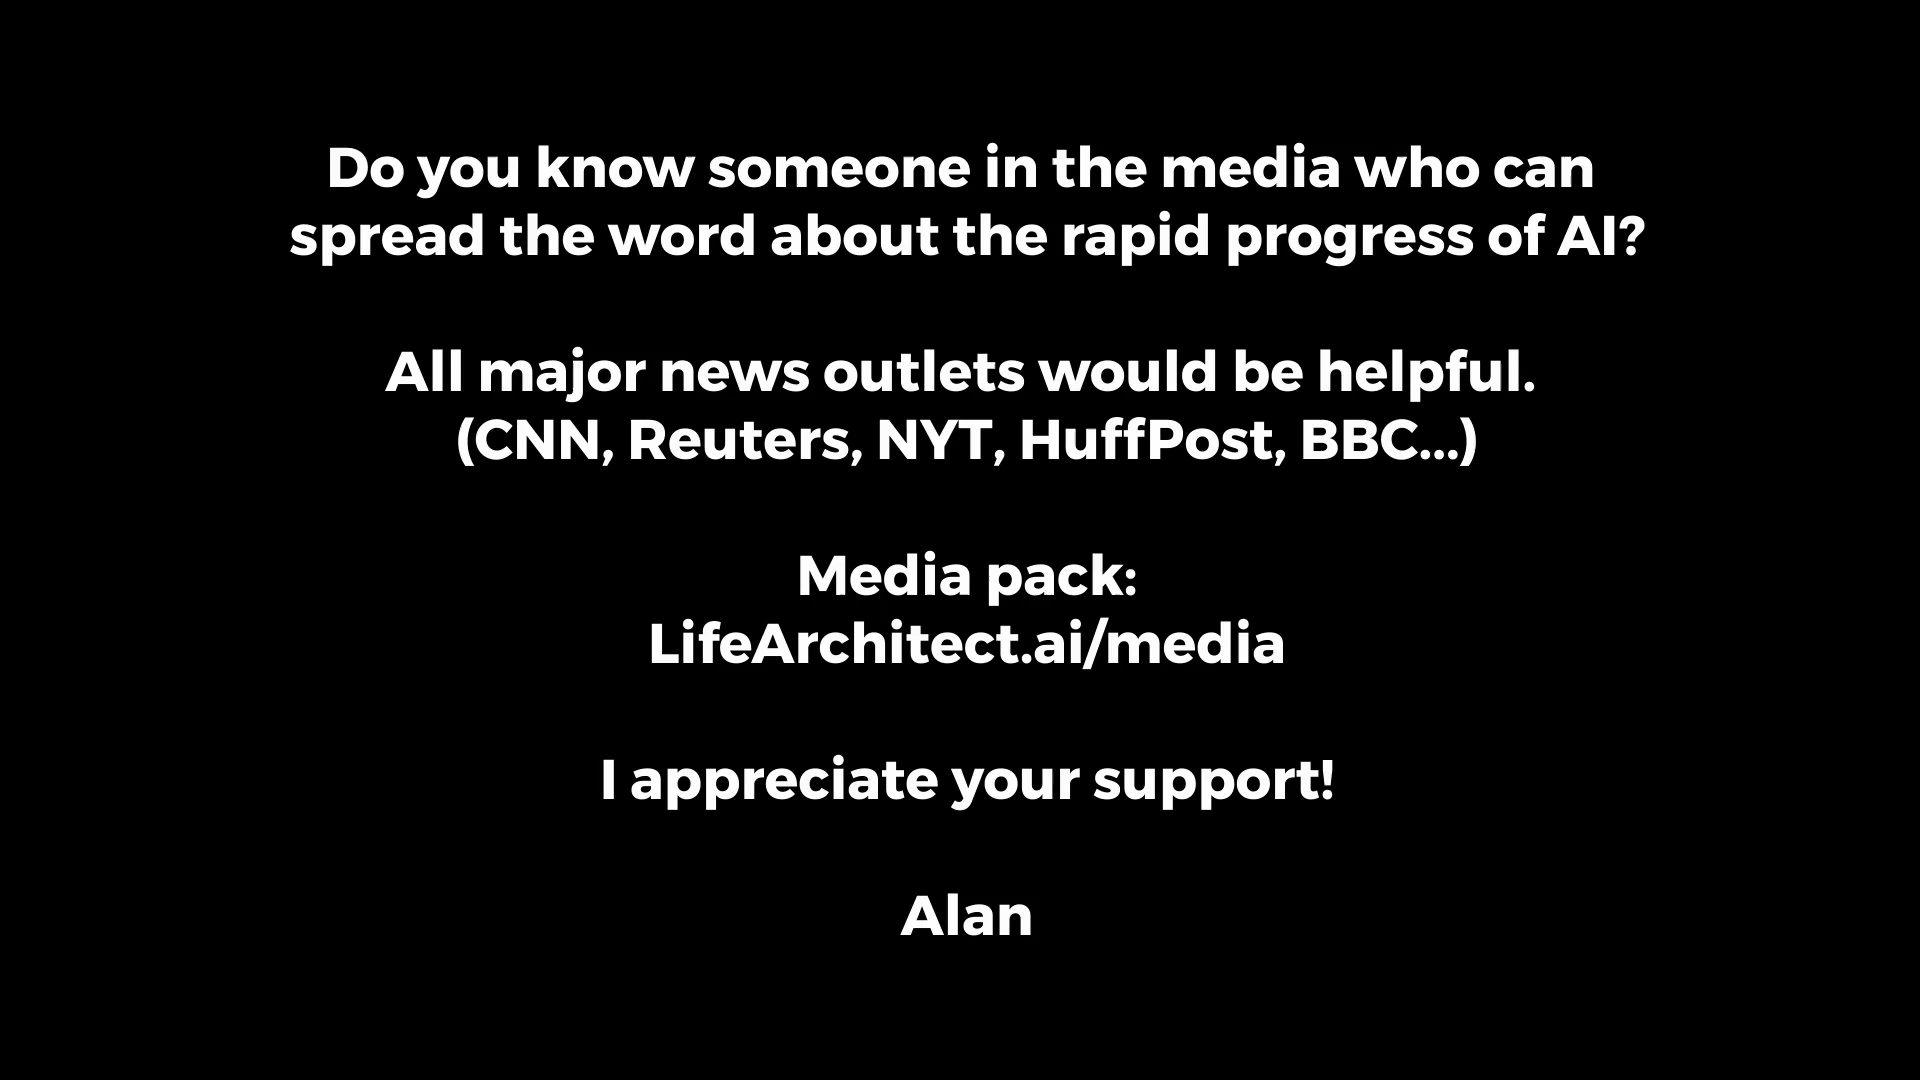 Do you know someone in the media who can
spread the word about the rapid progress of AI?
All major news outlets would be helpful.
(CNN, Reuters, NYT, HuffPost, BBC...)
Media pack:
LifeArchitect.ai/media
I appreciate your support!
Alan